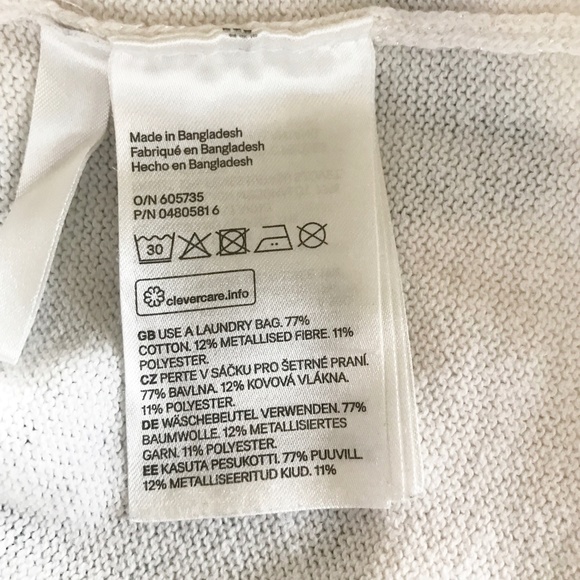 Made in Bangladesh
Fabriqué en Bangladesh
Hecho en Bangladesh
O/N 605735
P/N 0480581 6
30
clevercare.info
GB USE A LAUNDRY BAG. 77%
COTTON. 12% METALLISED FIBRE. 11%
POLYESTER.
CZ PERTE V SÁČKU PRO ŠETRNÉ PRANÍ.
77% BAVLNA. 12% KOVOVÁ VLÁKNA.
11% POLYESTER.
DE WÄSCHEBEUTEL VERWENDEN. 77%
BAUMWOLLE. 12% METALLISIERTES
GARN. 11% POLYESTER.
EE KASUTA PESUKOTTI. 77% PUUVILL.
12% METALLISEERITUD KIUD. 11%